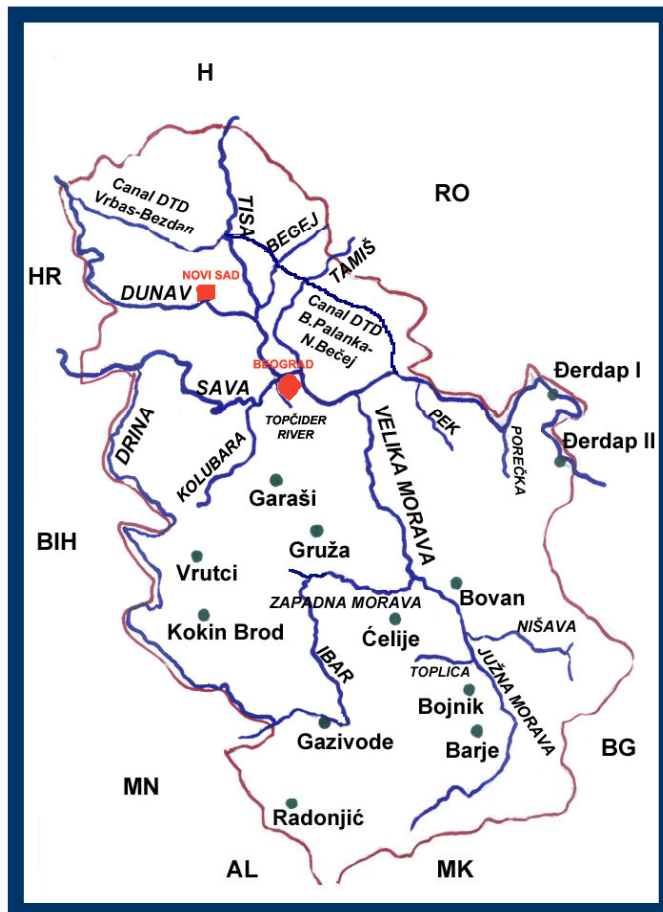 H
RO
Canal DTD
Vrbas-Bezdan
TISA
BEGEJ
TAMIŠ
HR
NOVI SAD
DUNAV
Canal DTD
B.Palanka-
N.Bečej
BEOGRAD
SAVA
DRINA
TOPČIDER
RIVER
KOLUBARA
VELIKA MORAVA
PEK
POREČKA
Đerdap I
Đerdap II
Garaši
Gruža
BIH
Vrutci
Kokin Brod
ZAPADNA MORAVA
Bovan
Ćelije
NIŠAVA
IBAR
TOPLICA
JUŽNA MORAVA
Bojnik
Barje
Gazivode
BG
MN
Radonjić
AL
MK